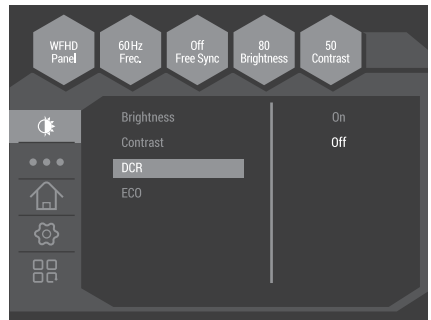 WFHD
Panel
60Hz
Frec.
Off
Free Sync
80
Brightness
50
Contrast
Brightness
On
Contrast
Off
DCR
ECO